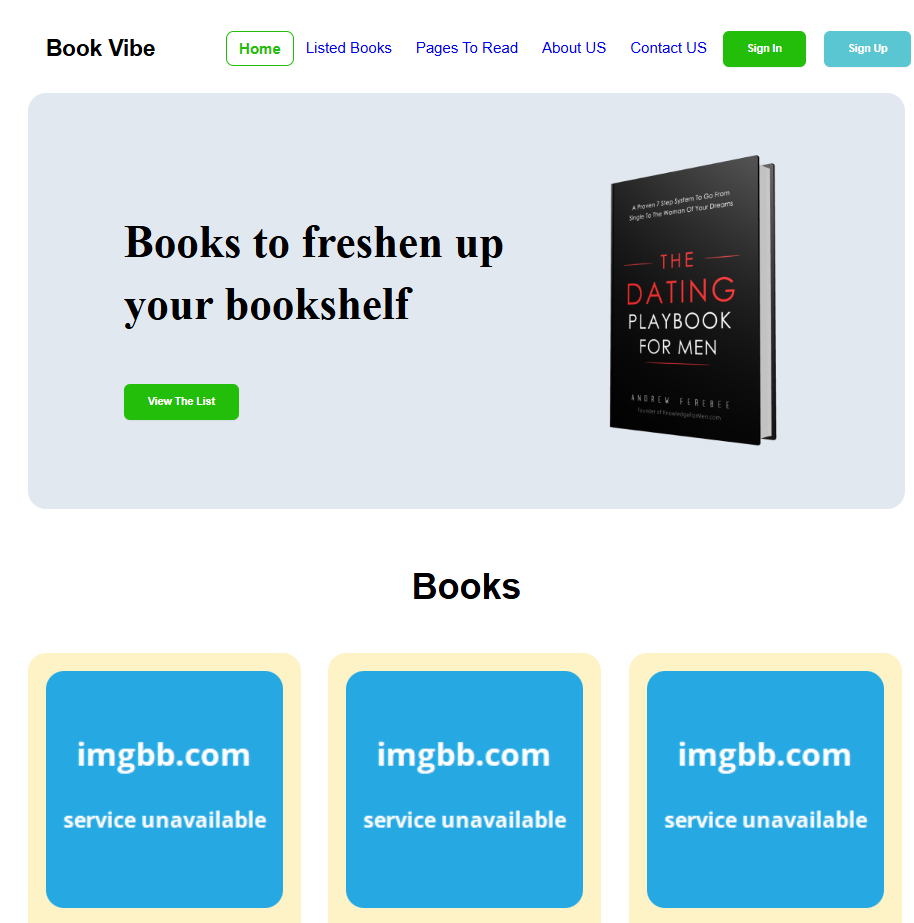 Book Vibe
Home
Listed Books
Pages To Read
About US
Contact US
Sign In
Sign Up
Books to freshen up
your bookshelf
View The List
A Proven 7 Step System To Go From
Single To The Woman Of Your Dreams
THE
DATING
PLAYBOOK
FOR MEN
ANDREW FEREBEE
Founder of KnowledgeForMen.com
Books
imgbb.com
service unavailable
imgbb.com
service unavailable
imgbb.com
service unavailable